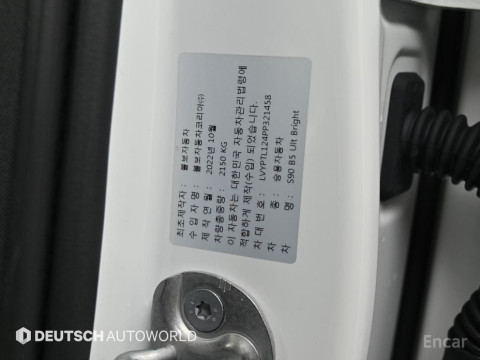 최초제작자 : 볼보자동차
수 입 자 명 : 볼보자동차코리아(주)
제 작 연 월 : 2022년 10월
차량총중량 : 2150 KG
이 자동차는 대한민국 자동차관리법령에
적합하게 제작(수입) 되었습니다.
차 대 번 호 : LVYPTL124PP321458
차 종 : 승용자동차
차 명 : S90 B5 Ult Bright
DEUTSCH AUTOWORLD
Encar